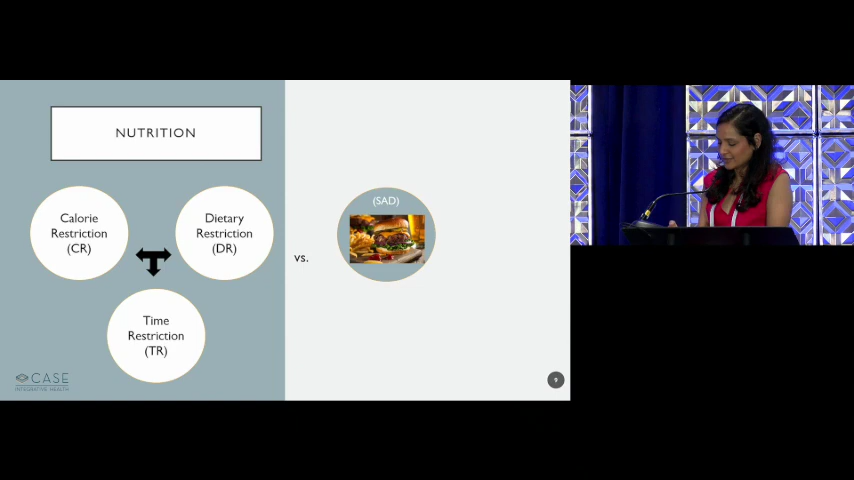 NUTRITION
Calorie
Restriction
(CR)
Dietary
Restriction
(DR)
Time
Restriction
(TR)
vs.
(SAD)
CASE
INTEGRATIVE HEALTH
9